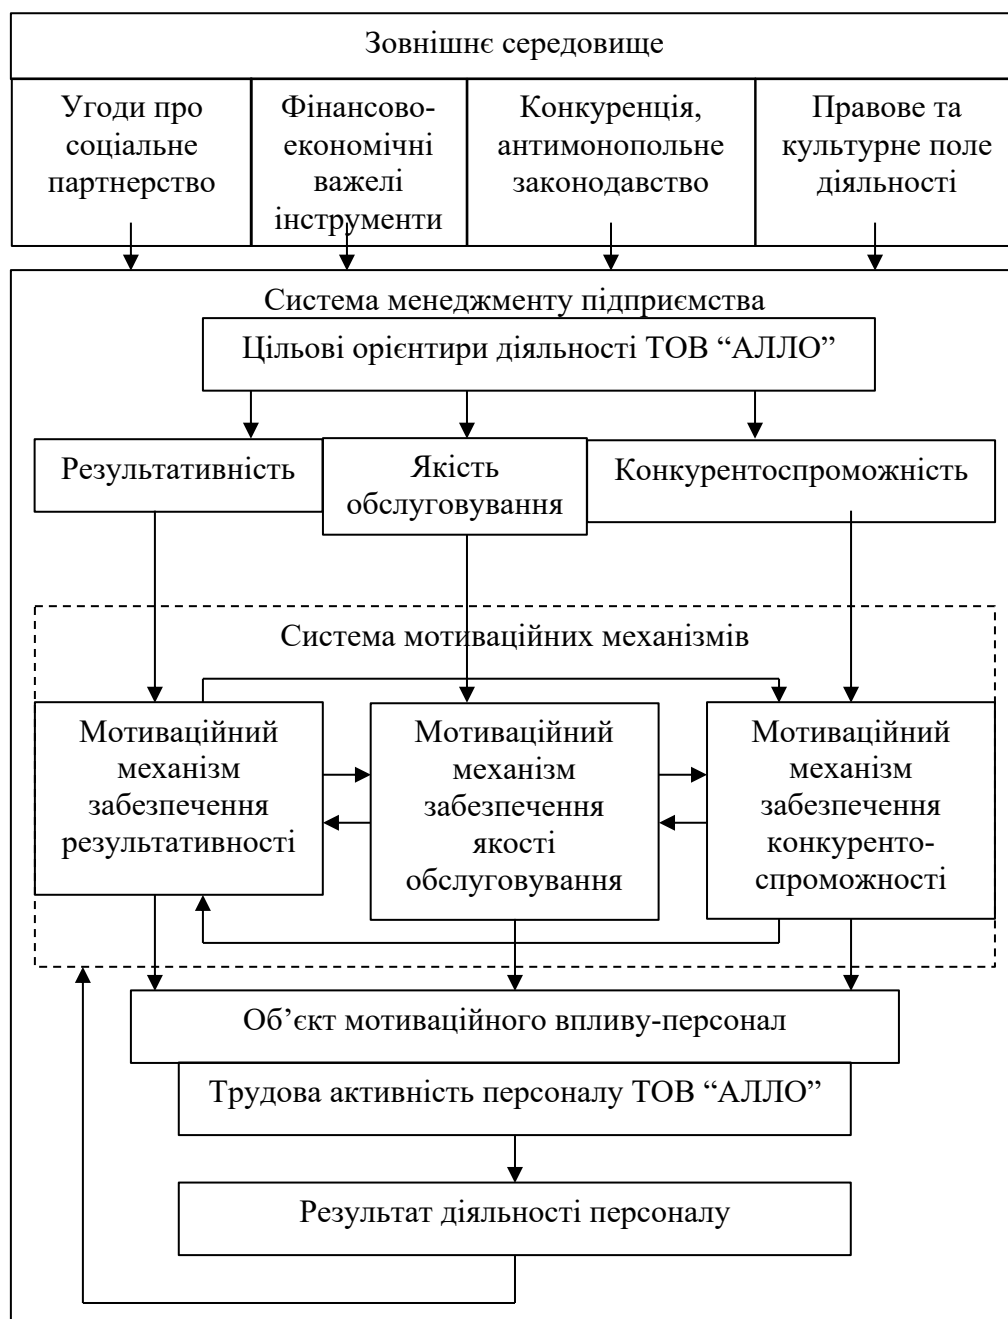 Зовнішнє середовище
Угоди про
соціальне
партнерство
Фінансово-
економічні
важелі
інструменти
Конкуренція,
антимонопольне
законодавство
Правове та
культурне поле
діяльності
Система менеджменту підприємства
Цільові орієнтири діяльності ТОВ “АЛЛО”
Результативність
Якість
обслуговування
Конкурентоспроможність
Система мотиваційних механізмів
Мотиваційний
механізм
забезпечення
результативності
Мотиваційний
механізм
забезпечення
якості
обслуговування
Мотиваційний
механізм
забезпечення
конкуренто-
спроможності
Об’єкт мотиваційного впливу-персонал
Трудова активність персоналу ТОВ “АЛЛО”
Результат діяльності персоналу